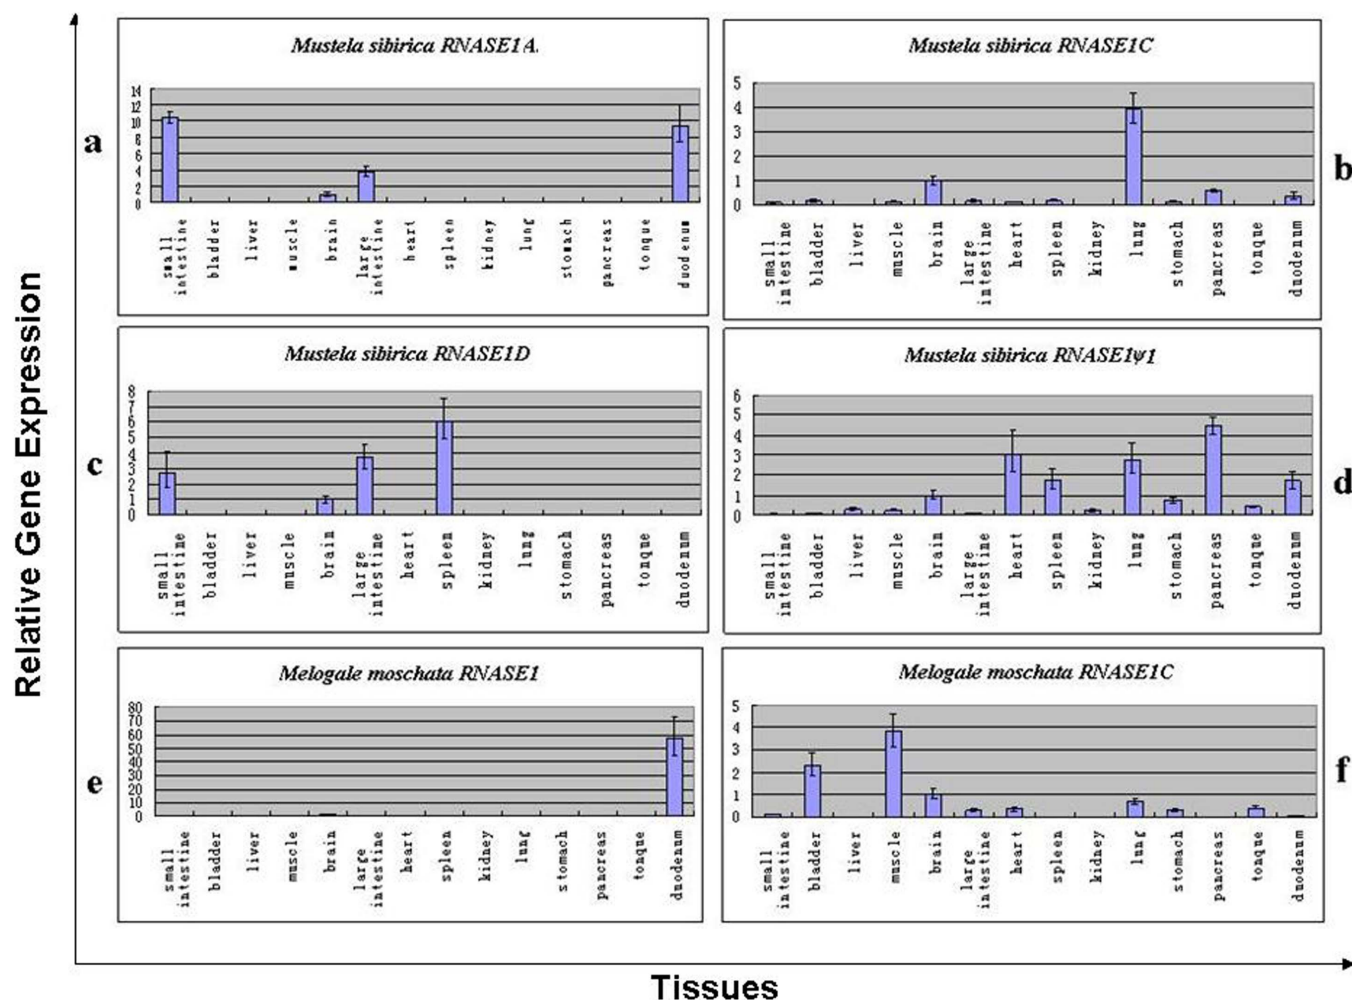 Relative Gene Expression
a
Mustela sibirica RNASE1A.
14
12
10
8
6
4
2
0
small intestine
bladder
liver
muscle
brain
large intestine
heart
spleen
kidney
lung
stomach
pancreas
tonque
duodenum
b
Mustela sibirica RNASE1C
5
4
3
2
1
0
small intestine
bladder
liver
muscle
brain
large intestine
heart
spleen
kidney
lung
stomach
pancreas
tonque
duodenum
c
Mustela sibirica RNASE1D
8
7
6
5
4
3
2
1
0
small intestine
bladder
liver
muscle
brain
large intestine
heart
spleen
kidney
lung
stomach
pancreas
tonque
duodenum
d
Mustela sibirica RNASE1ψ1
6
5
4
3
2
1
0
small intestine
bladder
liver
muscle
brain
large intestine
heart
spleen
kidney
lung
stomach
pancreas
tonque
duodenum
e
Melogale moschata RNASE1
80
70
60
50
40
30
20
10
0
small intestine
bladder
liver
muscle
brain
large intestine
heart
spleen
kidney
lung
stomach
pancreas
tonque
duodenum
f
Melogale moschata RNASE1C
5
4
3
2
1
0
small intestine
bladder
liver
muscle
brain
large intestine
heart
spleen
kidney
lung
stomach
pancreas
tonque
duodenum
Tissues